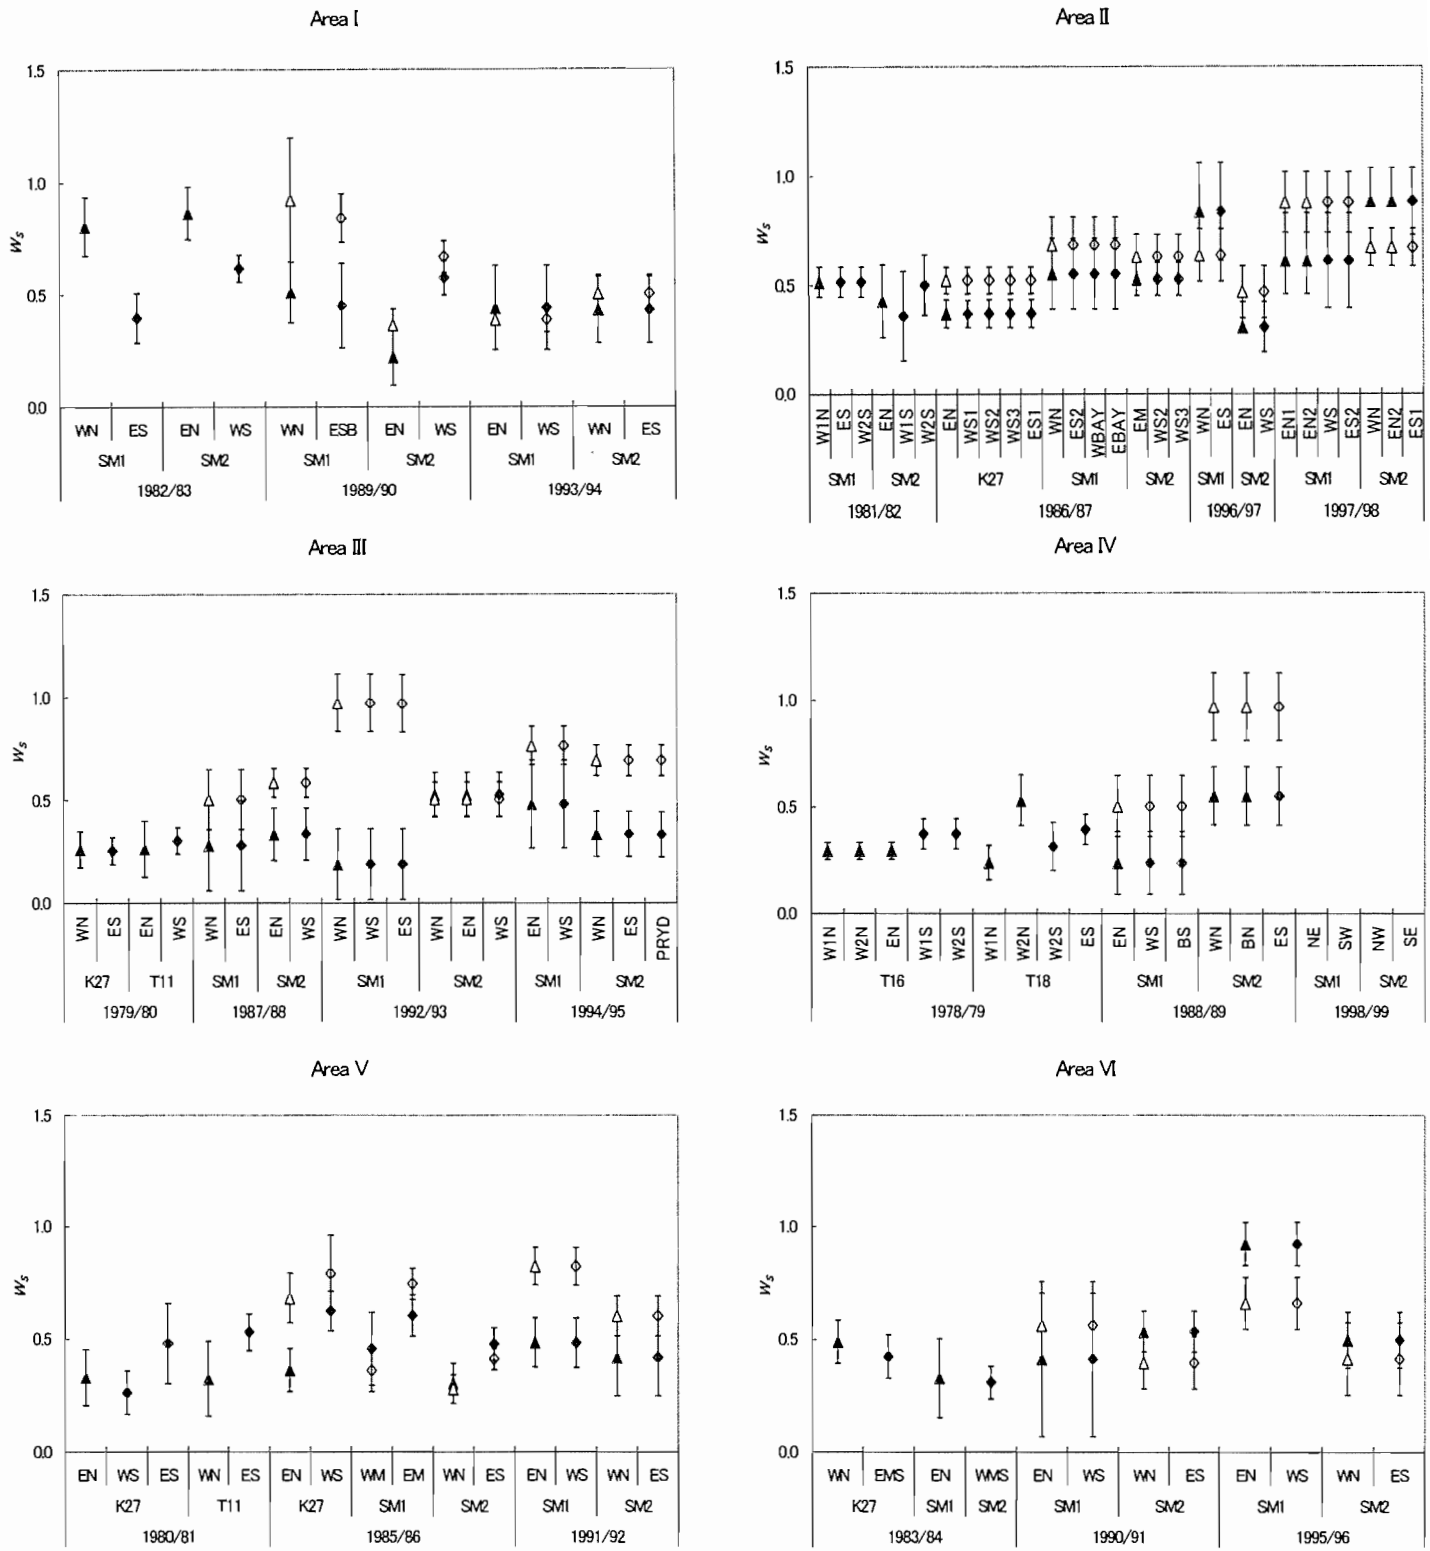 Area I
1.5
1.0
0.5
0.0
Ws
WN ES EN WS WN ESB EN WS EN WS WN ES
SM1 SM2 SM1 SM2 SM1 SM2
1982/83 1989/90 1993/94
Area II
1.5
1.0
0.5
0.0
Ws
W1N ES W2S EN W1S W2S EN WS1 WS2 WS3 ES1 WN ES2 WBAY EBAY EM WS2 WS3 WN ES EN WS EN1 EN2 WS ES2 WN EN2 ES1
SM1 SM2 K27 SM1 SM2 SM1 SM2 SM1 SM2
1981/82 1986/87 1996/97 1997/98
Area III
1.5
1.0
0.5
0.0
Ws
WN ES EN WS WN ES EN WS WN WS ES WN EN WS EN WS WN ES PRYD
K27 T11 SM1 SM2 SM1 SM2 SM1 SM2
1979/80 1987/88 1992/93 1994/95
Area IV
1.5
1.0
0.5
0.0
Ws
W1N W2N EN W1S W2S W1N W2N W2S ES EN WS BS WN BN ES NE SW NW SE
T16 T18 SM1 SM2 SM1 SM2
1978/79 1988/89 1998/99
Area V
1.5
1.0
0.5
0.0
Ws
EN WS ES WN ES EN WS WM EM WN ES EN WS WN ES
K27 T11 K27 SM1 SM2 SM1 SM2
1980/81 1985/86 1991/92
Area VI
1.5
1.0
0.5
0.0
Ws
WN EMS EN WMS EN WS WN ES EN WS WN ES
K27 SM1 SM2 SM1 SM2 SM1 SM2
1983/84 1990/91 1995/96